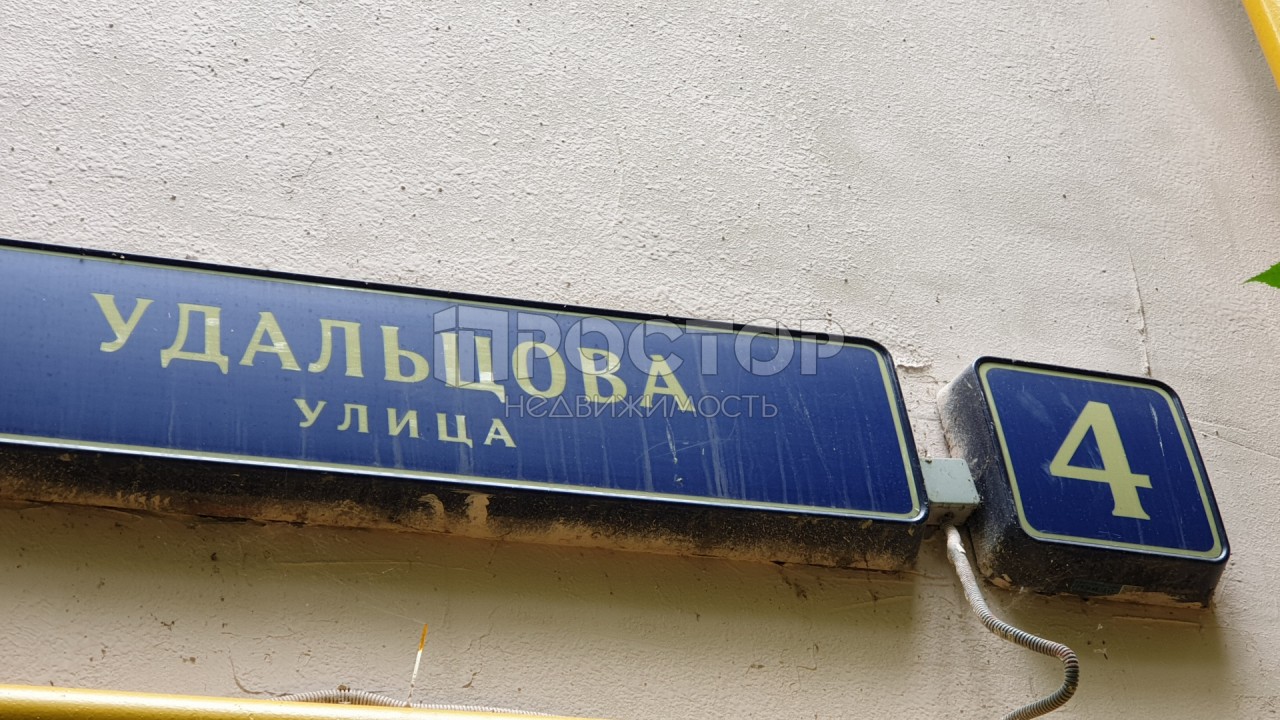 УДАЛЬЦОВА
УЛИЦА
4
ПРОСТОР
НЕДВИЖИМОСТЬ